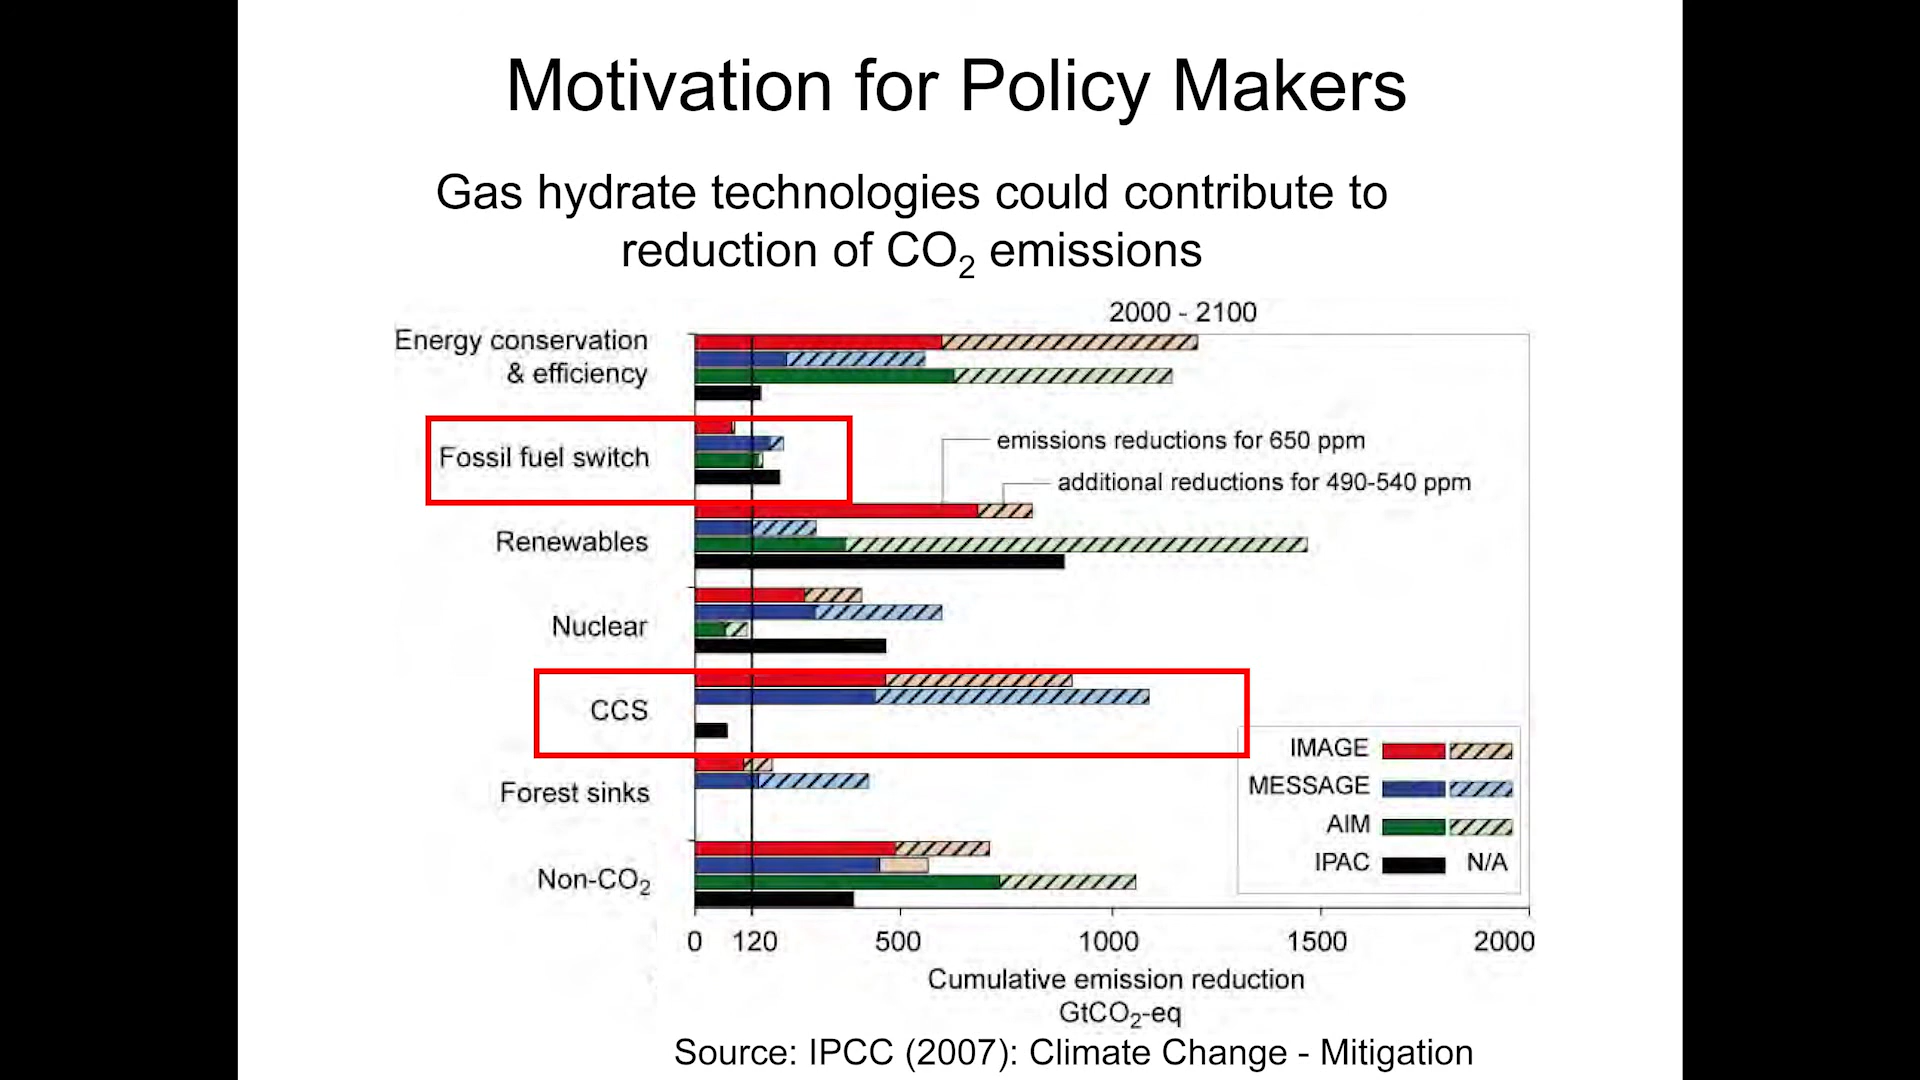 Motivation for Policy Makers
Gas hydrate technologies could contribute to
reduction of CO₂ emissions
2000 - 2100
Energy conservation
& efficiency
Fossil fuel switch
emissions reductions for 650 ppm
additional reductions for 490-540 ppm
Renewables
Nuclear
CCS
Forest sinks
Non-CO₂
IMAGE
MESSAGE
AIM
IPAC N/A
0 120 500 1000 1500 2000
Cumulative emission reduction
GtCO₂-eq
Source: IPCC (2007): Climate Change - Mitigation